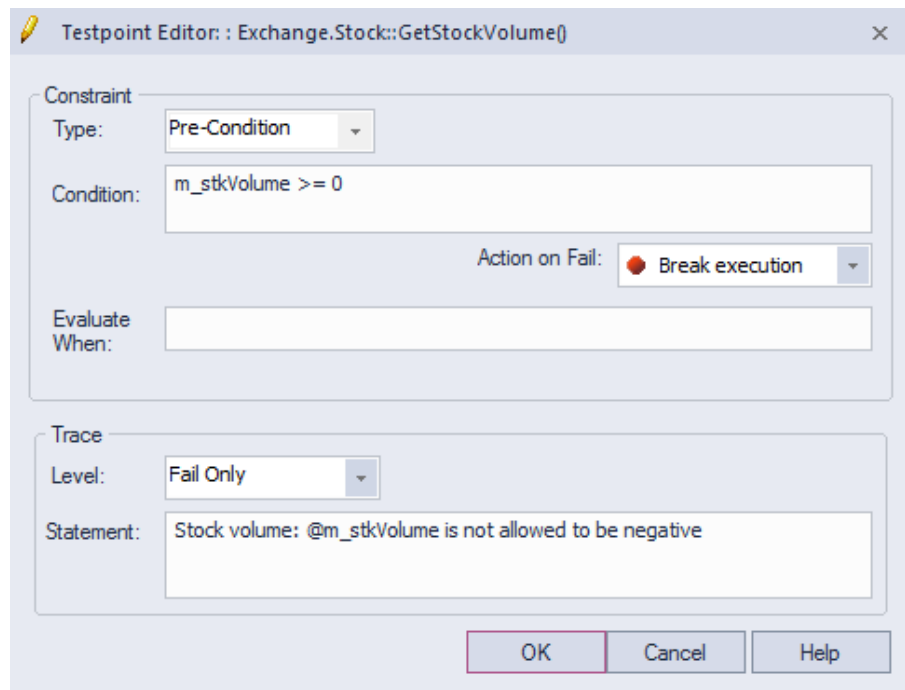 Testpoint Editor: : Exchange.Stock::GetStockVolume()
Constraint
Type: Pre-Condition
Condition: m_stkVolume >= 0
Action on Fail: Break execution
Evaluate
When:
Trace
Level: Fail Only
Statement: Stock volume: @m_stkVolume is not allowed to be negative
OK Cancel Help